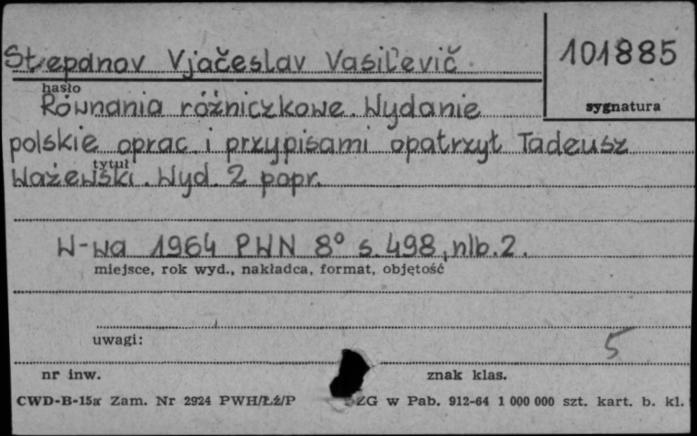 Stepanov Vjačeslav Vasil'evič
101885
hasło
sygnatura
Równania różniczkowe. Wydanie
polskie oprac. i przypisami opatrzył Tadeusz
tytuł
Ważewski. Wyd. 2 popr.
W-wa 1964 PWN 8° s. 498, nlb. 2.
miejsce, rok wyd., nakładca, format, objętość
uwagi:
5
nr inw.
znak klas.
CWD-B-15a Zam. Nr 2924 PWH/Łź/P ZG w Pab. 912-64 1 000 000 szt. kart. b. kl.